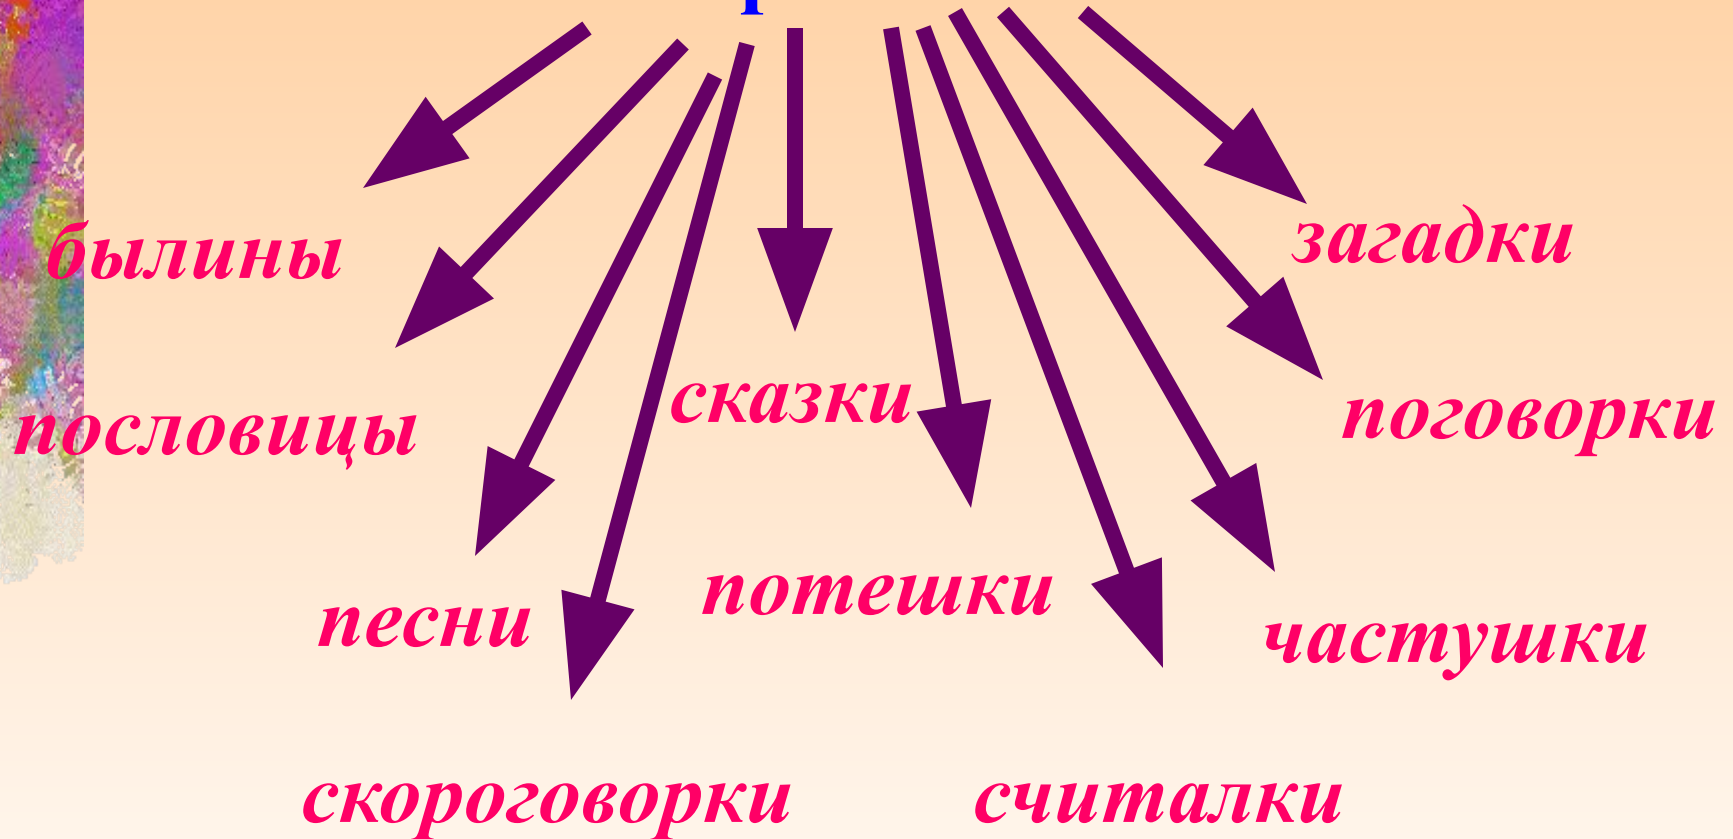 былины
загадки
сказки
поговорки
пословицы
потешки
песни
частушки
скороговорки
считалки